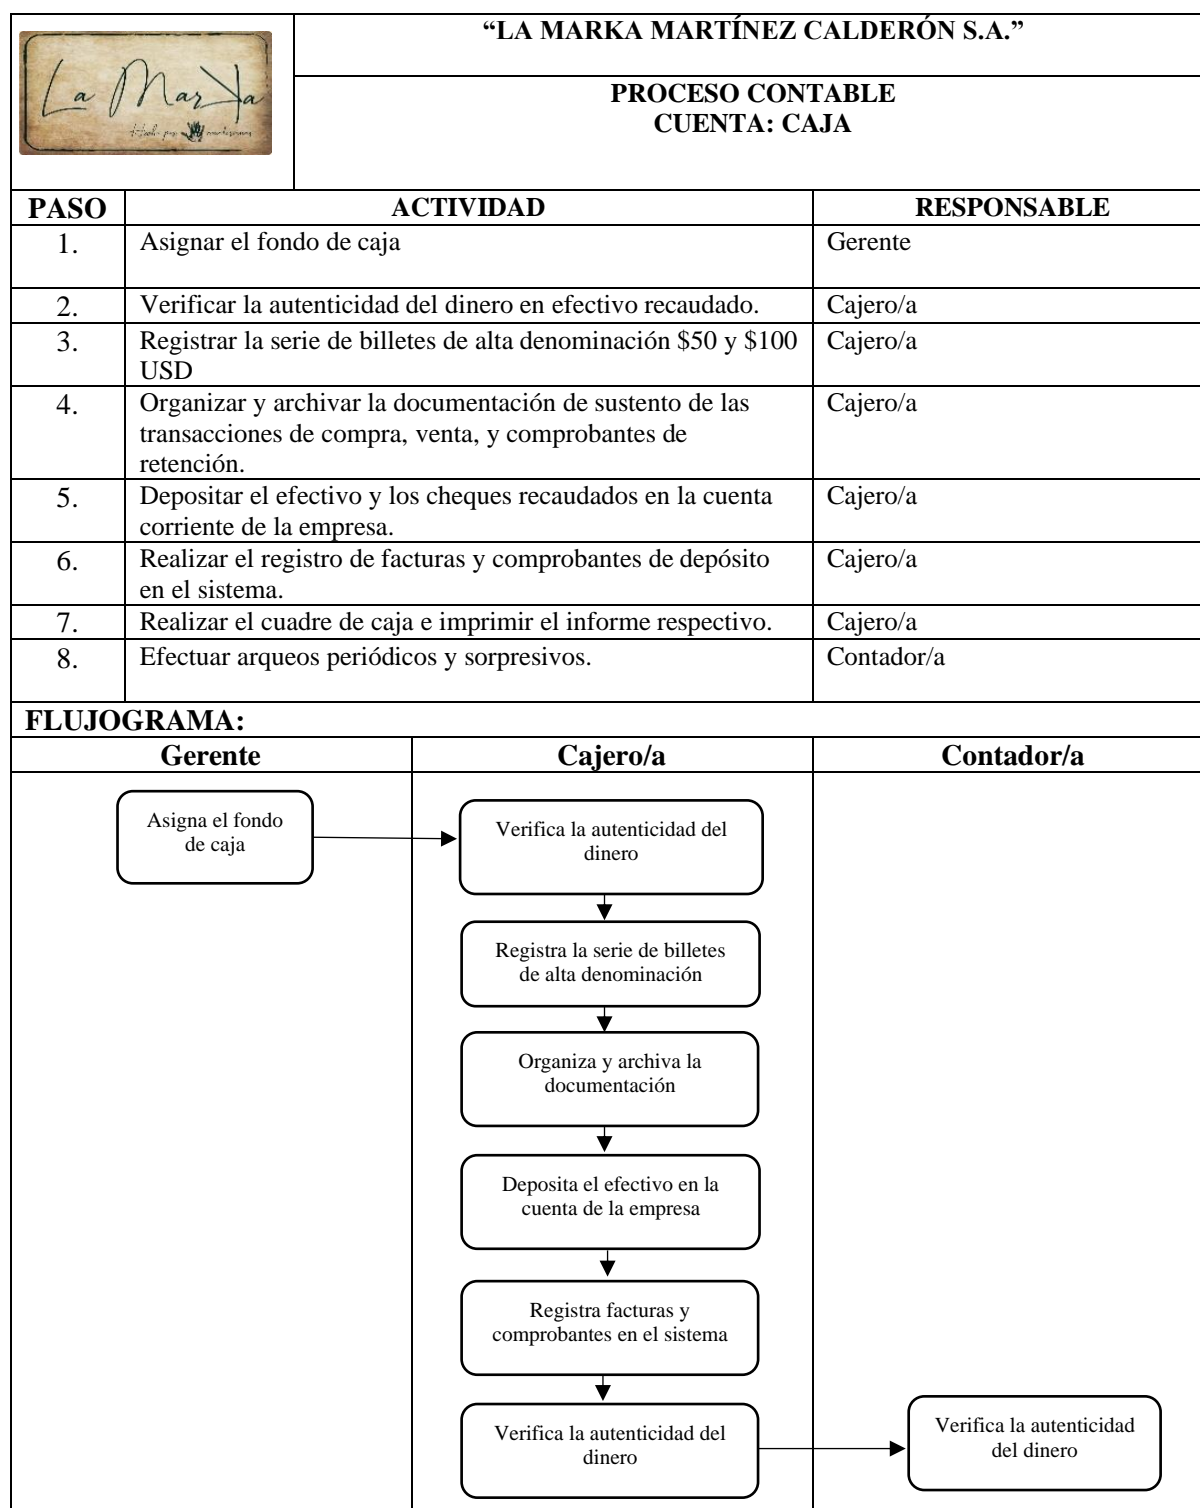 La Marka
“LA MARKA MARTÍNEZ CALDERÓN S.A.”
PROCESO CONTABLE
CUENTA: CAJA
PASO ACTIVIDAD RESPONSABLE
1. Asignar el fondo de caja Gerente
2. Verificar la autenticidad del dinero en efectivo recaudado. Cajero/a
3. Registrar la serie de billetes de alta denominación $50 y $100 Cajero/a
USD
4. Organizar y archivar la documentación de sustento de las Cajero/a
transacciones de compra, venta, y comprobantes de
retención.
5. Depositar el efectivo y los cheques recaudados en la cuenta Cajero/a
corriente de la empresa.
6. Realizar el registro de facturas y comprobantes de depósito Cajero/a
en el sistema.
7. Realizar el cuadre de caja e imprimir el informe respectivo. Cajero/a
8. Efectuar arqueos periódicos y sorpresivos. Contador/a
FLUJOGRAMA:
Gerente Cajero/a Contador/a
Asigna el fondo
de caja
Verifica la autenticidad del
dinero
Registra la serie de billetes
de alta denominación
Organiza y archiva la
documentación
Deposita el efectivo en la
cuenta de la empresa
Registra facturas y
comprobantes en el sistema
Verifica la autenticidad del
dinero
Verifica la autenticidad
del dinero